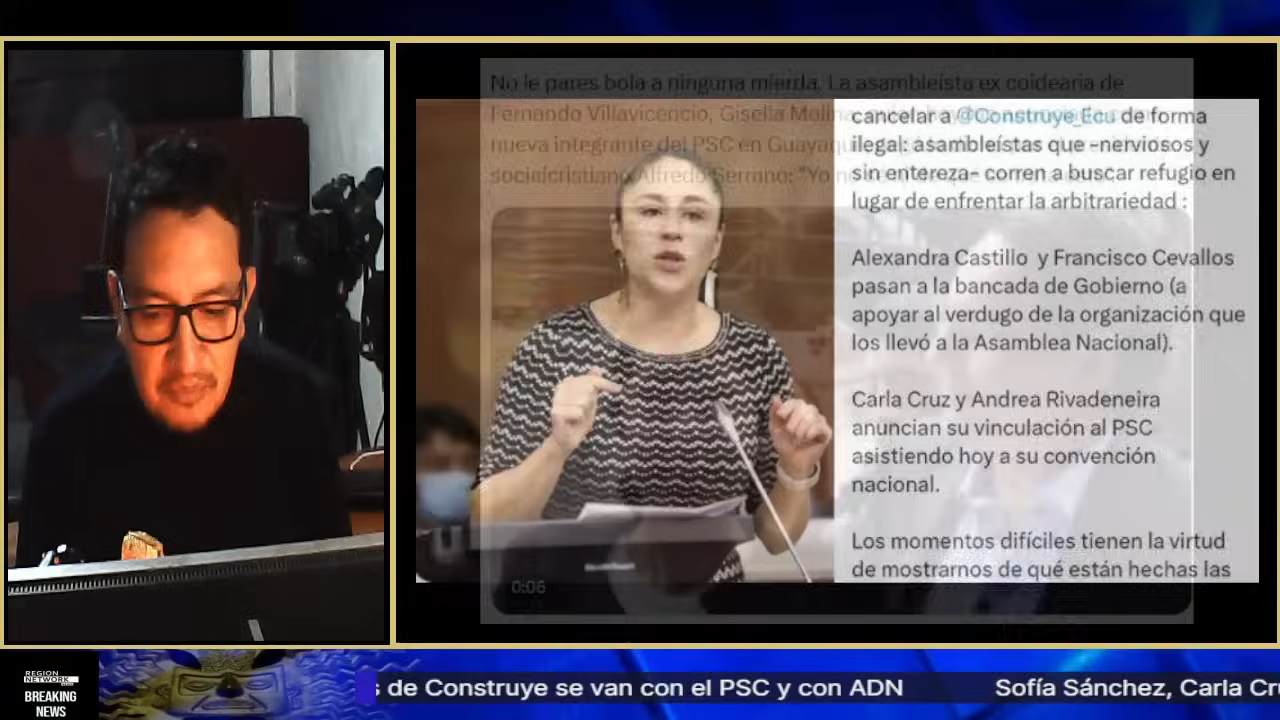 No le pares bola a ninguna mierda. La asambleísta ex coidearia de
Fernando Villavicencio, Gisella Molina
nueva integrante del PSC en Guayaqu
socialcristiano Alfredo Serrano: "Yo no
cancelar a @Construye_Ecu de forma
ilegal: asambleístas que –nerviosos y
sin entereza– corren a buscar refugio en
lugar de enfrentar la arbitrariedad :
Alexandra Castillo y Francisco Cevallos
pasan a la bancada de Gobierno (a
apoyar al verdugo de la organización que
los llevó a la Asamblea Nacional).
Carla Cruz y Andrea Rivadeneira
anuncian su vinculación al PSC
asistiendo hoy a su convención
nacional.
Los momentos difíciles tienen la virtud
de mostrarnos de qué están hechas las
0:06
REGION
NETWORK
BREAKING
NEWS
s de Construye se van con el PSC y con ADN
Sofía Sánchez, Carla Cru